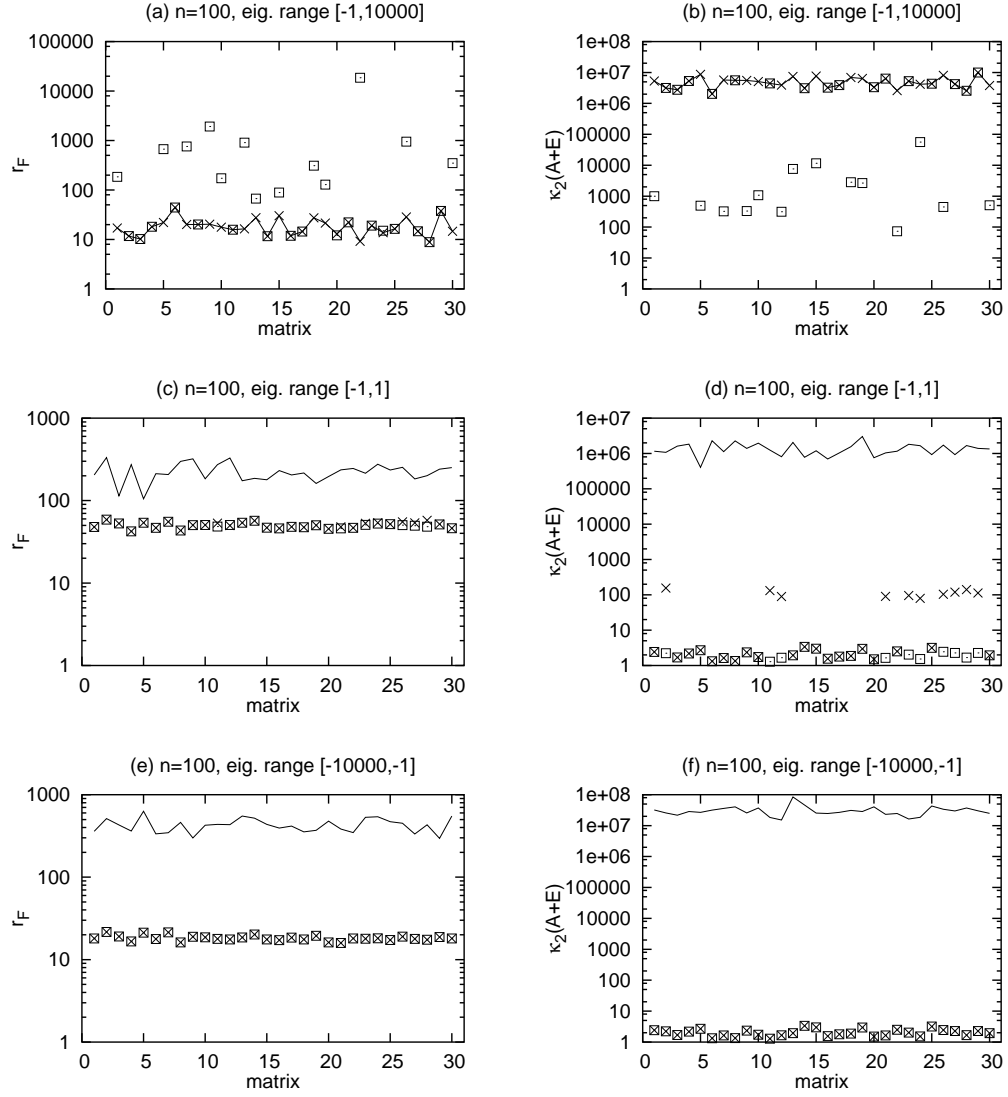 (a) n=100, eig. range [-1,10000]
100000
10000
1000
100
10
1
r_F
0 5 10 15 20 25 30
matrix
(b) n=100, eig. range [-1,10000]
1e+08
1e+07
1e+06
100000
10000
1000
100
10
1
κ₂(A+E)
0 5 10 15 20 25 30
matrix
(c) n=100, eig. range [-1,1]
1000
100
10
1
r_F
0 5 10 15 20 25 30
matrix
(d) n=100, eig. range [-1,1]
1e+07
1e+06
100000
10000
1000
100
10
1
κ₂(A+E)
0 5 10 15 20 25 30
matrix
(e) n=100, eig. range [-10000,-1]
1000
100
10
1
r_F
0 5 10 15 20 25 30
matrix
(f) n=100, eig. range [-10000,-1]
1e+08
1e+07
1e+06
100000
10000
1000
100
10
1
κ₂(A+E)
0 5 10 15 20 25 30
matrix